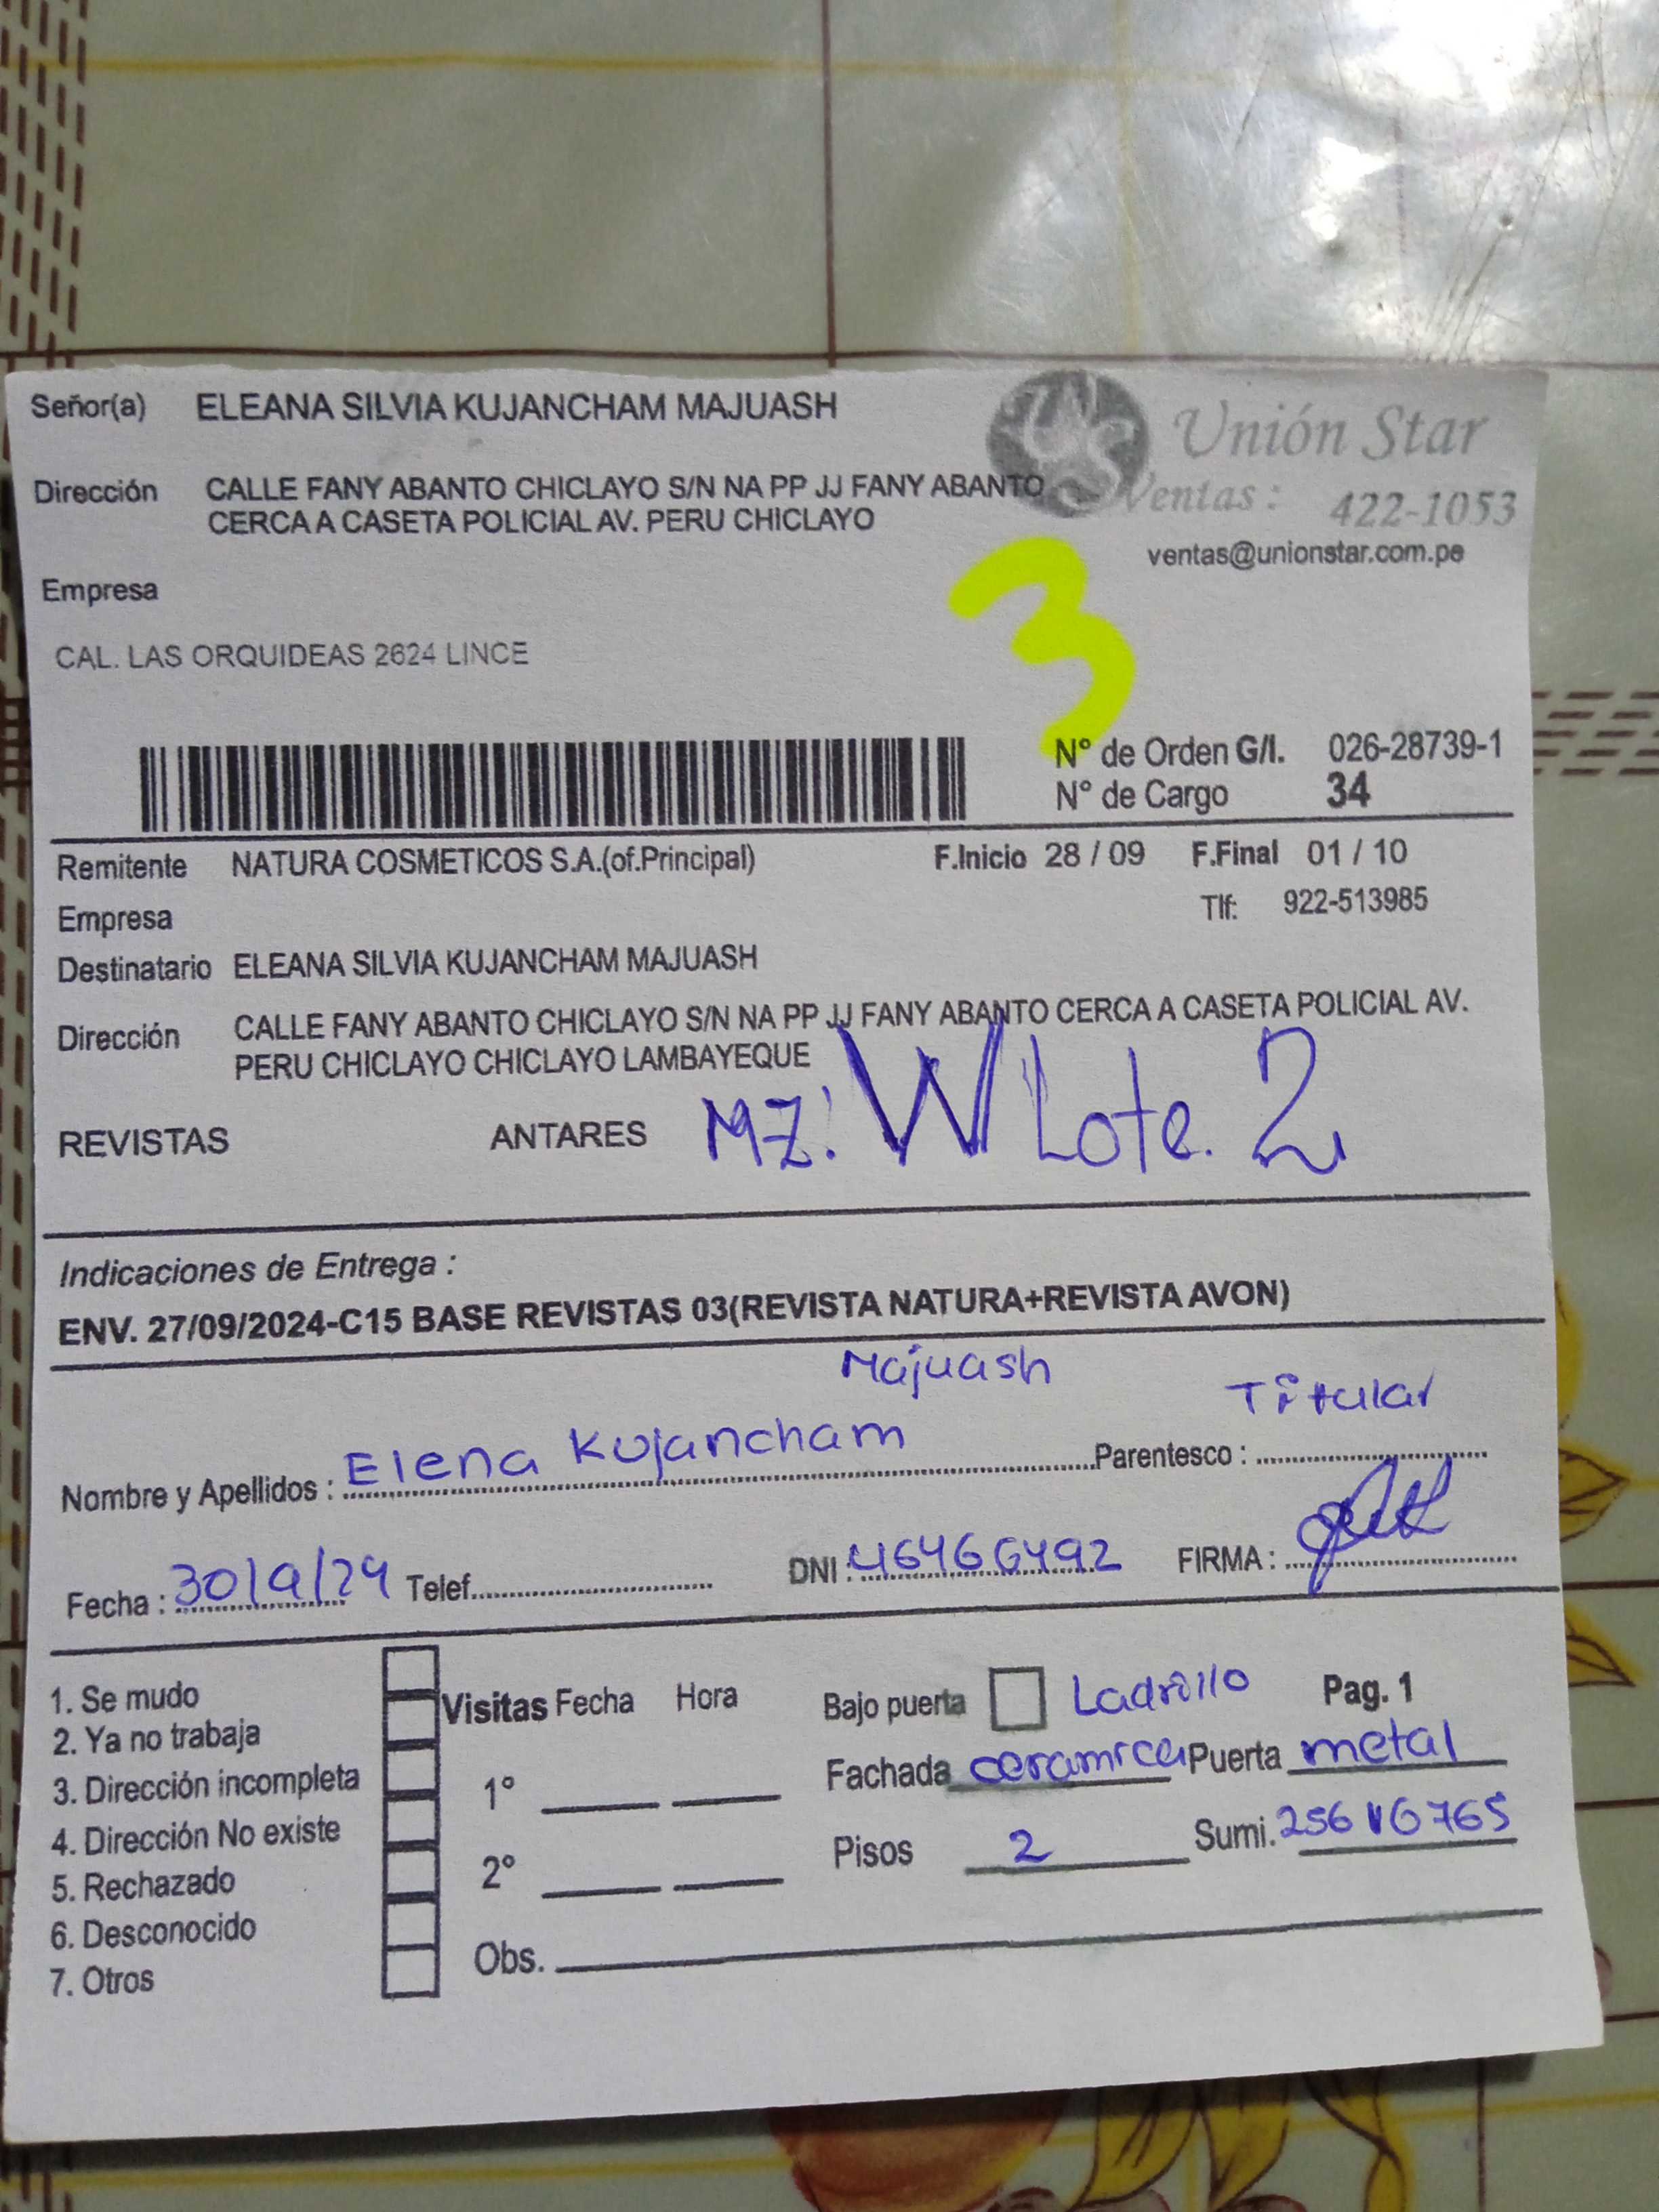 Señor(a) ELEANA SILVIA KUJANCHAM MAJUASH
Unión Star
Dirección CALLE FANY ABANTO CHICLAYO S/N NA PP JJ FANY ABANTO
CERCA A CASETA POLICIAL AV. PERU CHICLAYO
Ventas : 422-1053
ventas@unionstar.com.pe
3
Empresa
CAL. LAS ORQUIDEAS 2624 LINCE
N° de Orden G/I. 026-28739-1
N° de Cargo 34
Remitente NATURA COSMETICOS S.A.(of.Principal) F.Inicio 28 / 09 F.Final 01 / 10
Empresa Tlf: 922-513985
Destinatario ELEANA SILVIA KUJANCHAM MAJUASH
Dirección CALLE FANY ABANTO CHICLAYO S/N NA PP JJ FANY ABANTO CERCA A CASETA POLICIAL AV.
PERU CHICLAYO CHICLAYO LAMBAYEQUE
REVISTAS ANTARES MZ! W Lote. 2
Indicaciones de Entrega :
ENV. 27/09/2024-C15 BASE REVISTAS 03(REVISTA NATURA+REVISTA AVON)
Majuash Titular
Nombre y Apellidos : Elena Kujancham Parentesco :
Fecha : 30/9/24 Telef. DNI : 46466492 FIRMA :
1. Se mudo
2. Ya no trabaja
3. Dirección incompleta
4. Dirección No existe
5. Rechazado
6. Desconocido
7. Otros
Visitas Fecha Hora
1°
2°
Obs.
Bajo puerta Ladrillo Pag. 1
Fachada ceramica Puerta metal
Pisos 2 Sumi.